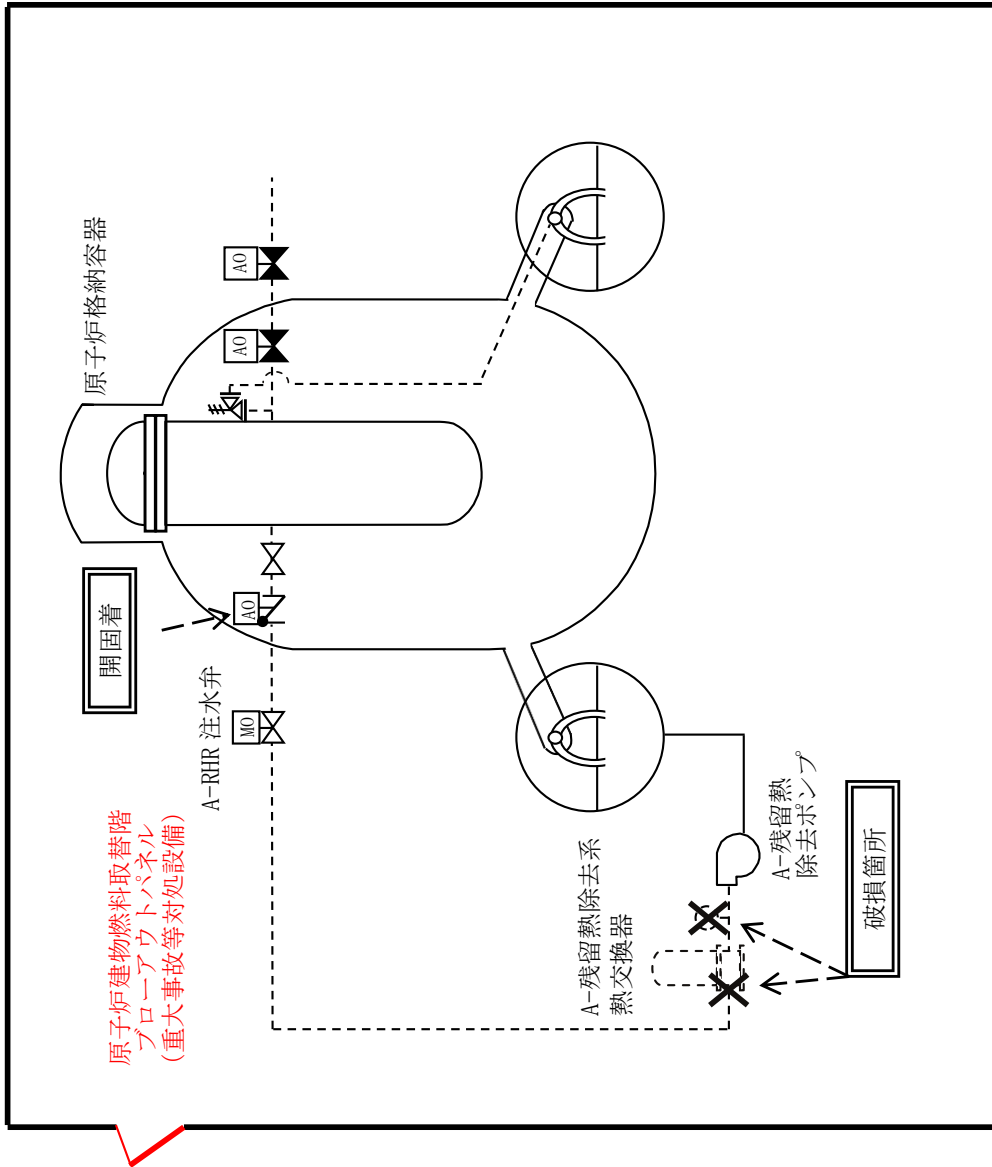 原子炉建物燃料取替階
ブローアウトパネル
(重大事故等対処設備)
A-RHR 注水弁
開固着
原子炉格納容器
MO
AO
AO
AO
A-残留熱除去系
熱交換器
A-残留熱
除去ポンプ
破損箇所